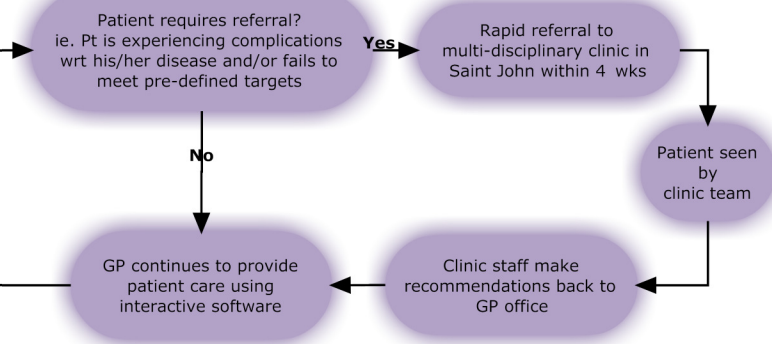 Patient requires referral?
ie. Pt is experiencing complications
wrt his/her disease and/or fails to
meet pre-defined targets
Yes
Rapid referral to
multi-disciplinary clinic in
Saint John within 4 wks
No
Patient seen
by
clinic team
GP continues to provide
patient care using
interactive software
Clinic staff make
recommendations back to
GP office